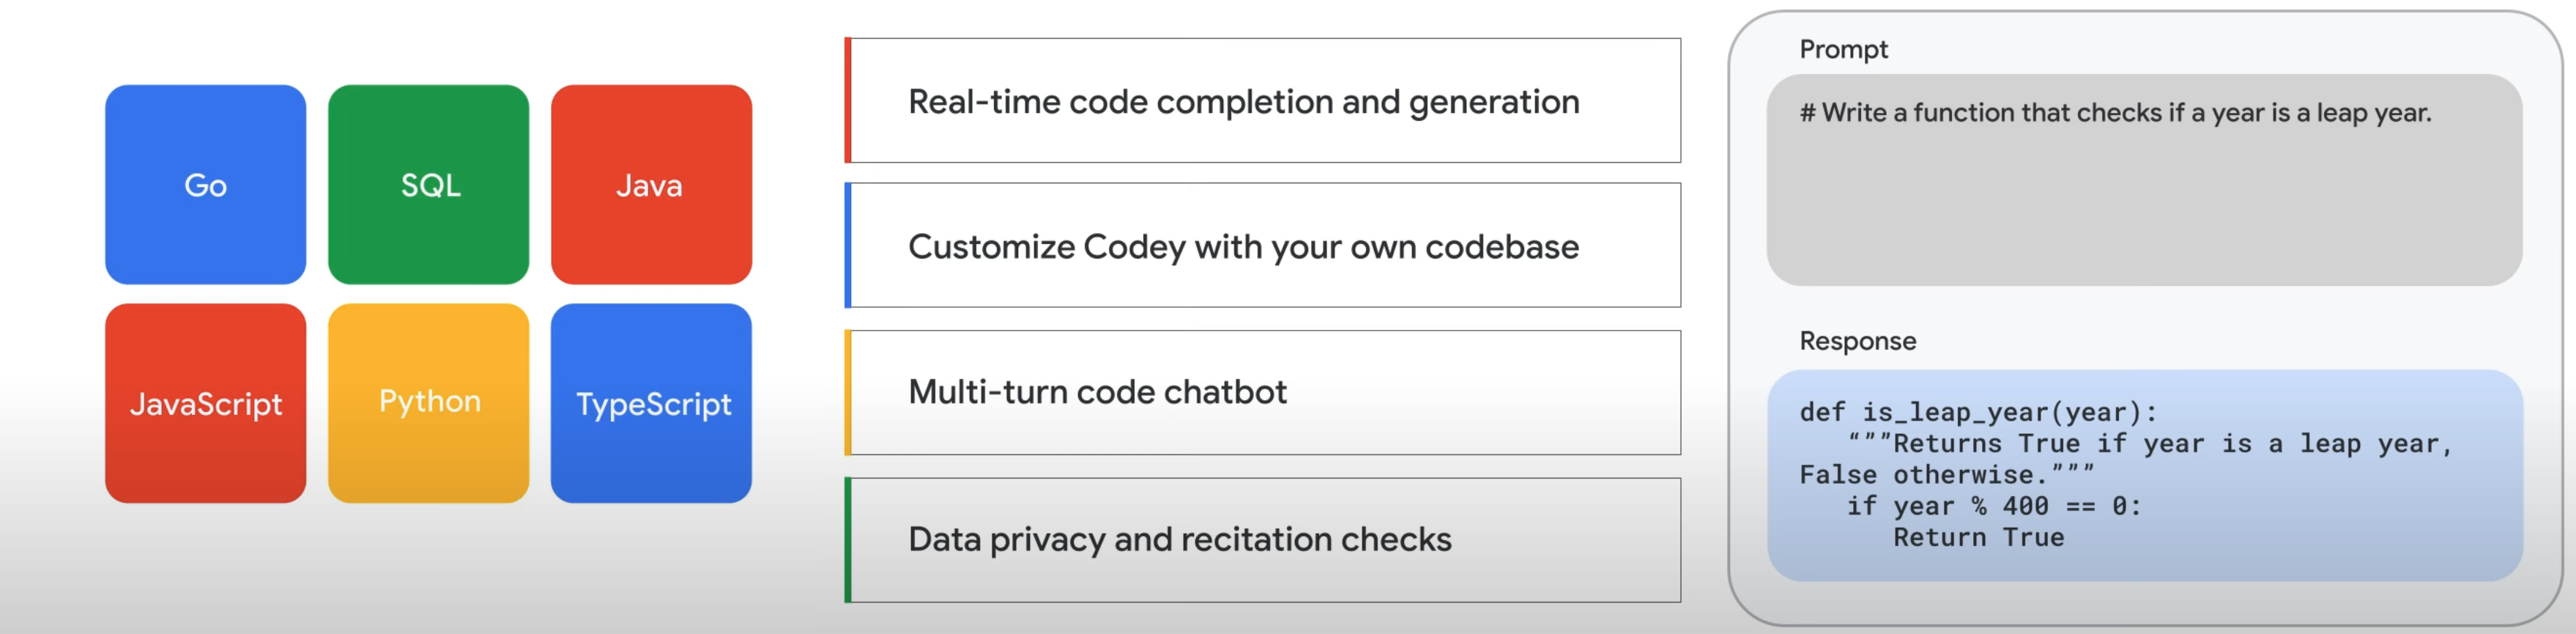 Go
SQL
Java
JavaScript
Python
TypeScript
Real-time code completion and generation
Customize Codey with your own codebase
Multi-turn code chatbot
Data privacy and recitation checks
Prompt
# Write a function that checks if a year is a leap year.
Response
def is_leap_year(year):
   “””Returns True if year is a leap year,
False otherwise.”””
   if year % 400 == 0:
      Return True